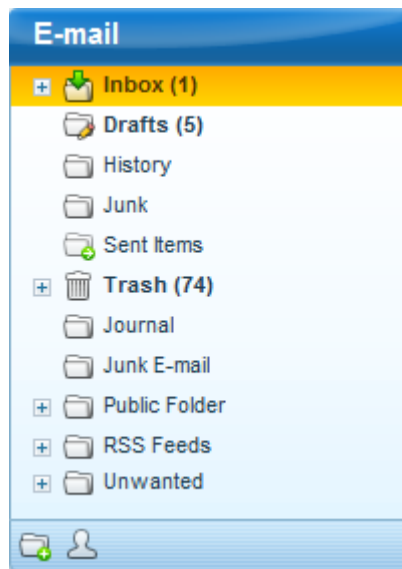 E-mail
Inbox (1)
Drafts (5)
History
Junk
Sent Items
Trash (74)
Journal
Junk E-mail
Public Folder
RSS Feeds
Unwanted